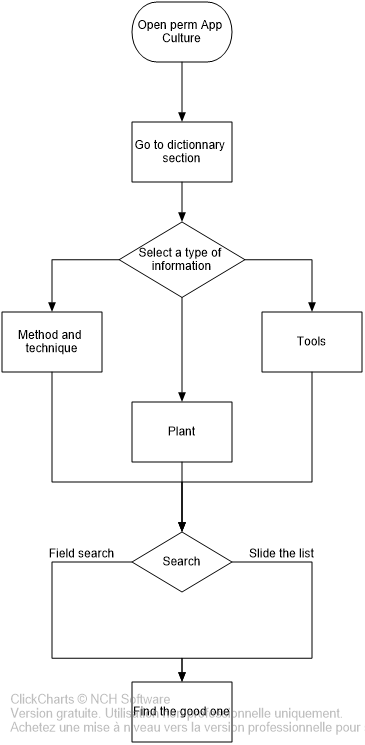 Open perm App
Culture
Go to dictionnary
section
Select a type of
information
Method and
technique
Tools
Plant
Field search
Search
Slide the list
ClickCharts © NCH Software
Find the good one
Version gratuite. Utilisation non professionnelle uniquement.
Achetez une mise à niveau vers la version professionnelle pour